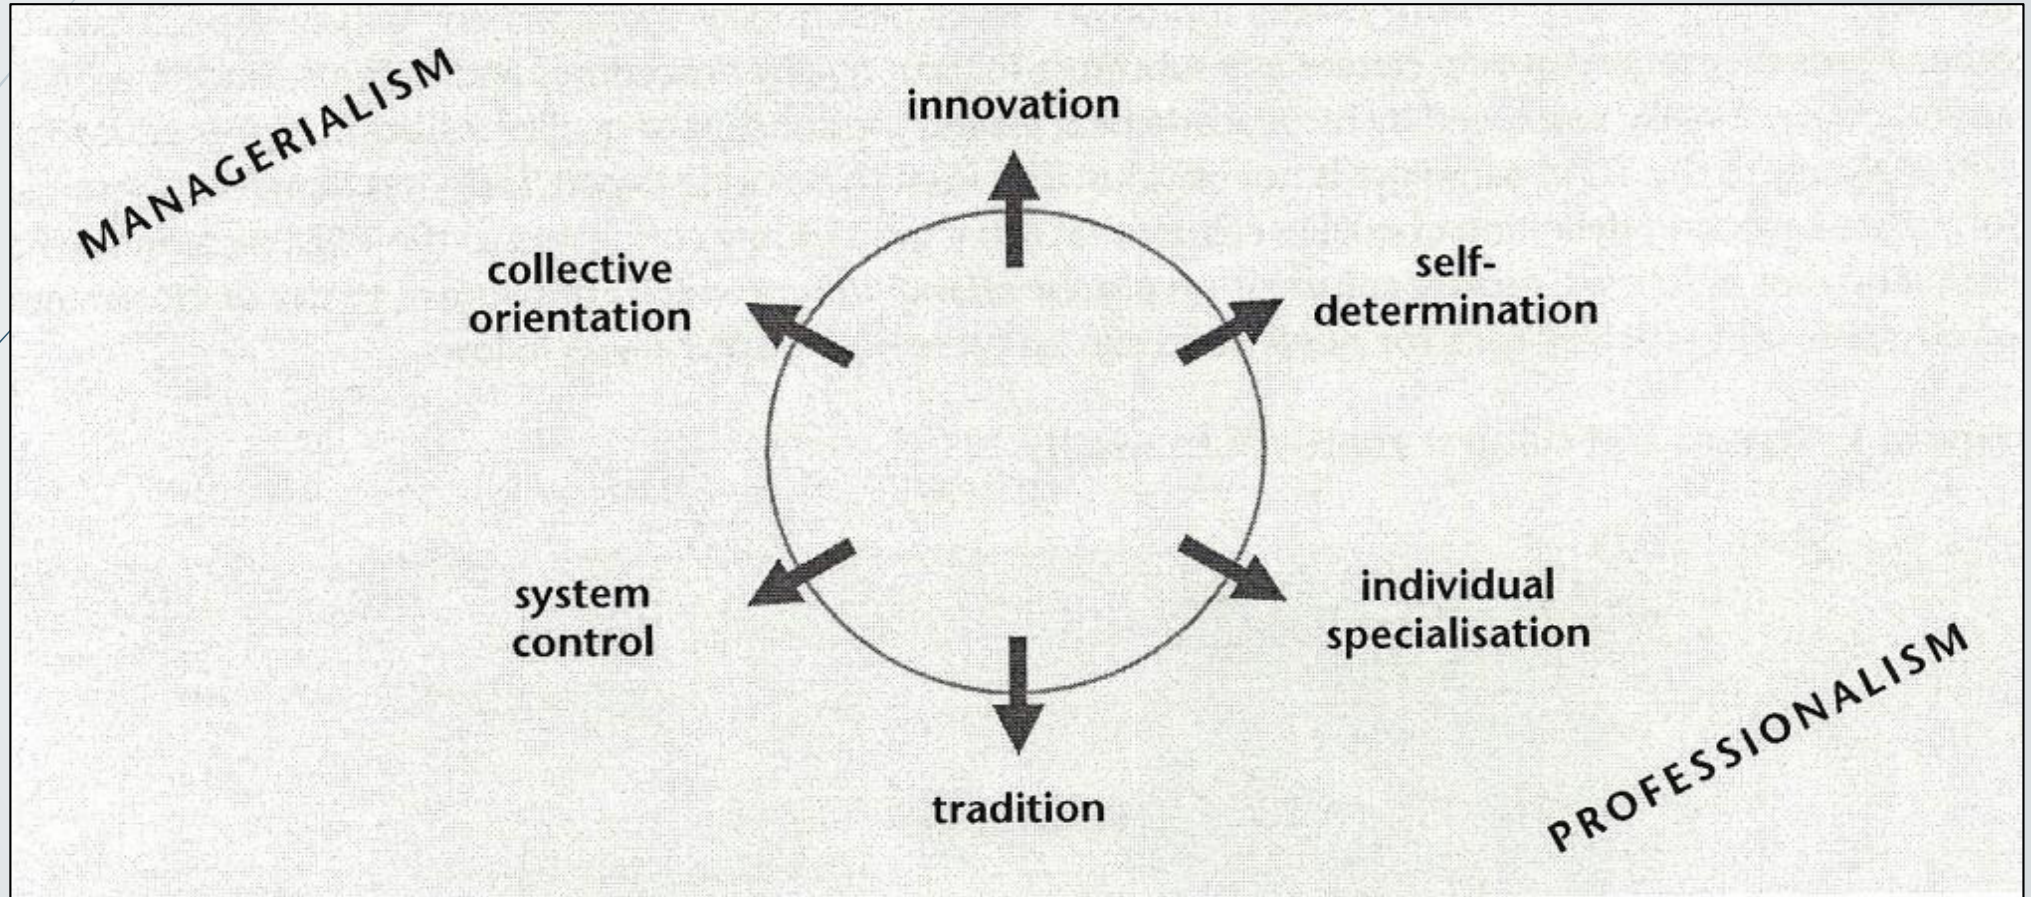 MANAGERIALISM
innovation
collective
orientation
self-
determination
system
control
individual
specialisation
tradition
PROFESSIONALISM